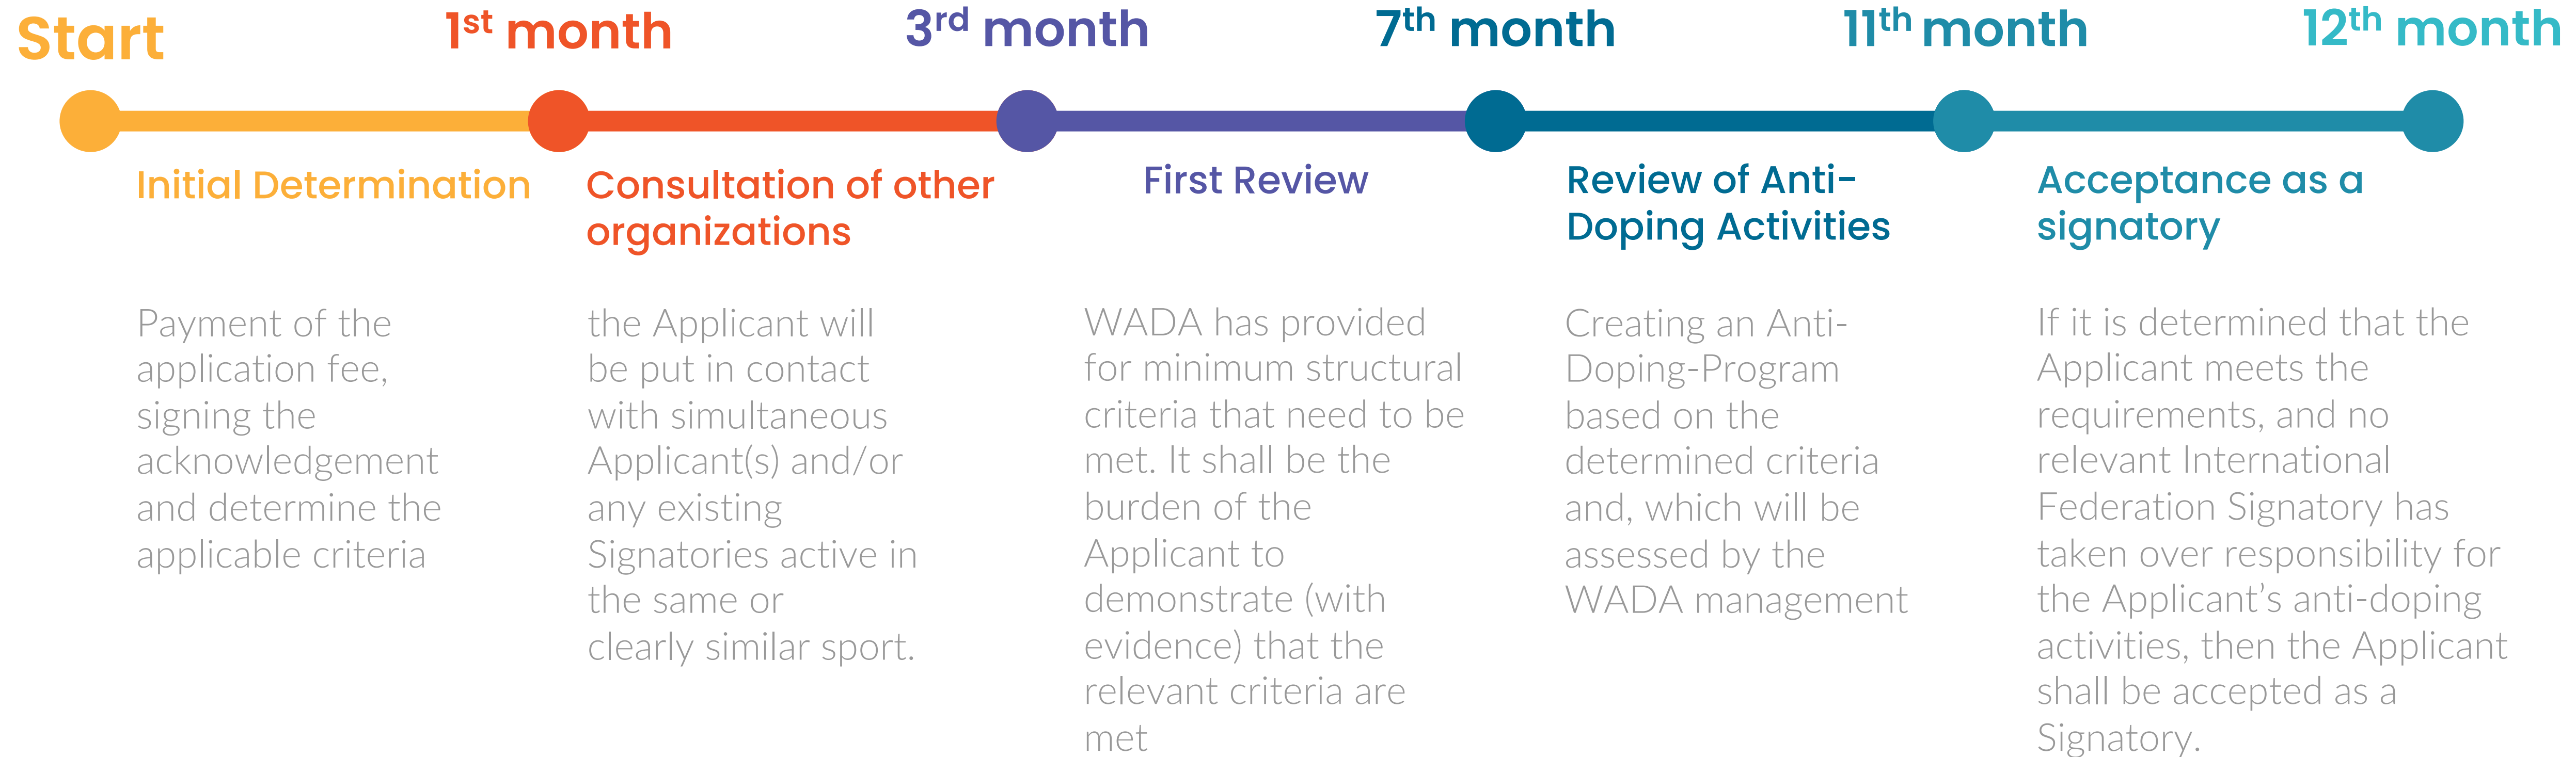 Start
1st month
3rd month
7th month
11th month
12th month
Initial Determination
Payment of the
application fee,
signing the
acknowledgement
and determine the
applicable criteria
Consultation of other
organizations
the Applicant will
be put in contact
with simultaneous
Applicant(s) and/or
any existing
Signatories active in
the same or
clearly similar sport.
First Review
WADA has provided
for minimum structural
criteria that need to be
met. It shall be the
burden of the
Applicant to
demonstrate (with
evidence) that the
relevant criteria are
met
Review of Anti-
Doping Activities
Creating an Anti-
Doping-Program
based on the
determined criteria
and, which will be
assessed by the
WADA management
Acceptance as a
signatory
If it is determined that the
Applicant meets the
requirements, and no
relevant International
Federation Signatory has
taken over responsibility for
the Applicant’s anti-doping
activities, then the Applicant
shall be accepted as a
Signatory.